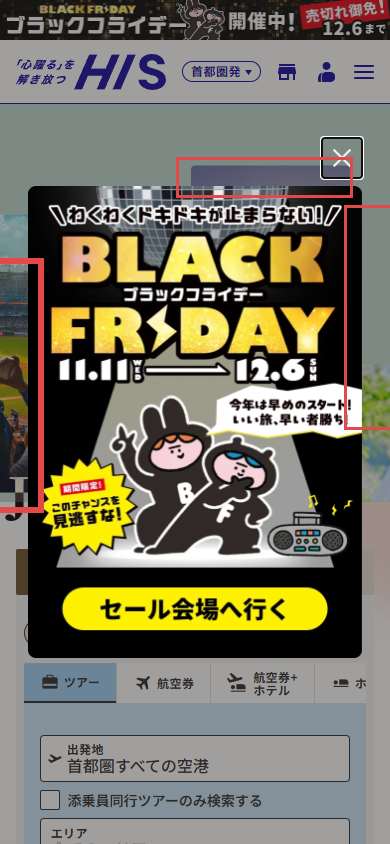 BLACK FRIDAY
ブラックフライデー
開催中!
売切れ御免!
12.6まで
「心躍る」を
解き放つ
HIS
首都圏発
\わくわくドキドキが止まらない!/
BLACK
ブラックフライデー
FRIDAY
11.11 WED → 12.6 SUN
今年は早めのスタート!
いい旅、早い者勝ち
期間限定!
このチャンスを
見逃すな!
B
F
セール会場へ行く
J
ツアー
航空券
航空券+
ホテル
ホ
出発地
首都圏すべての空港
添乗員同行ツアーのみ検索する
エリア